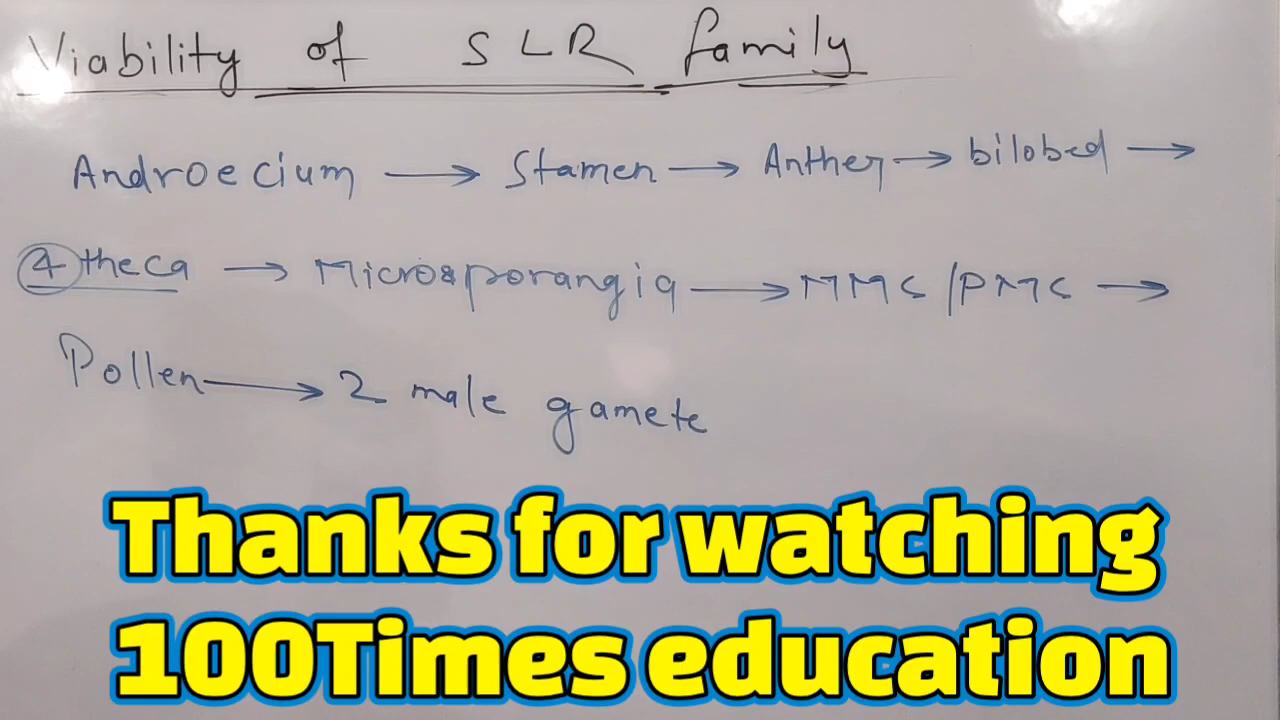 Viability of SLR family
Androecium → Stamen → Anther → bilobed →
4 theca → Microsporangia → MMC / PMC →
Pollen → 2 male gamete
Thanks for watching
100Times education